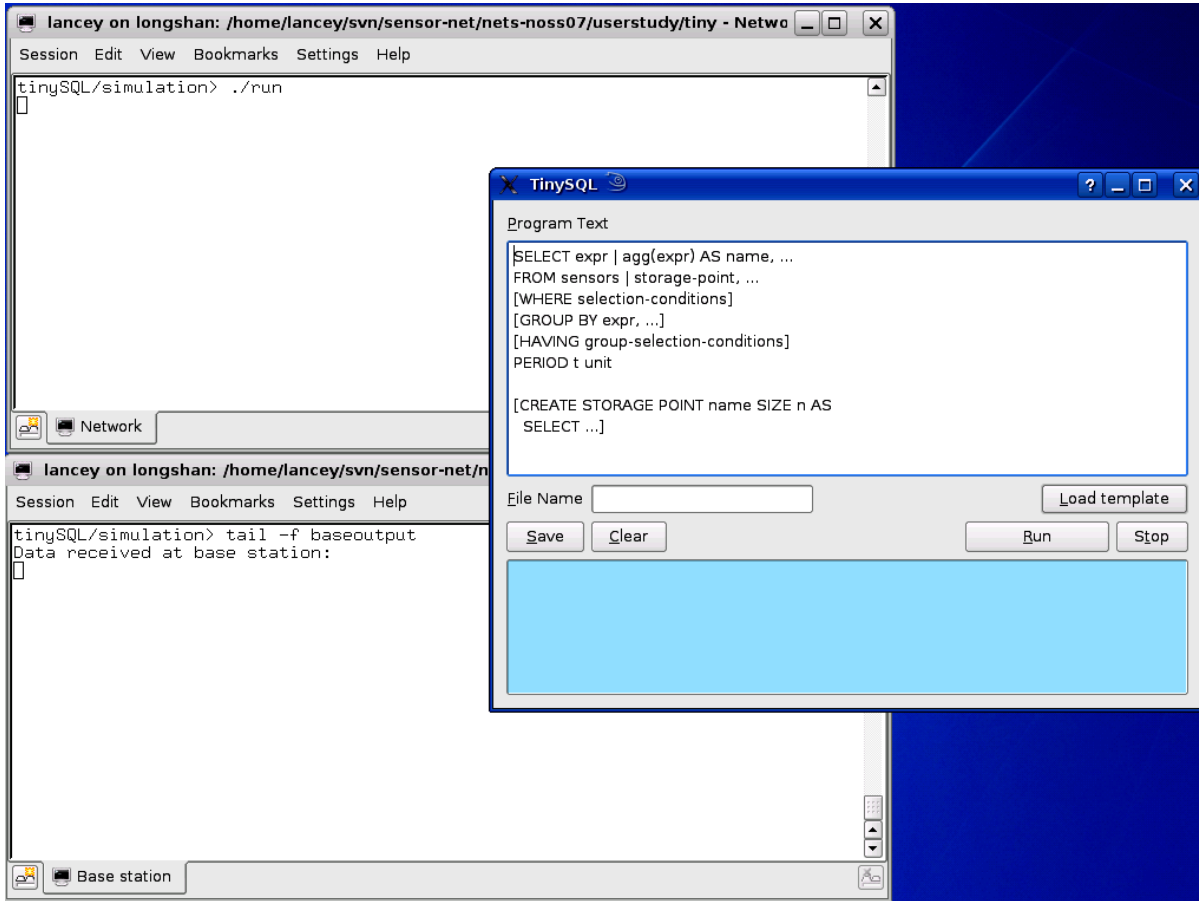 lancey on longshan: /home/lancey/svn/sensor-net/nets-noss07/userstudy/tiny - Netwo
Session Edit View Bookmarks Settings Help
tinySQL/simulation> ./run
Network
TinySQL
Program Text
SELECT expr | agg(expr) AS name, ...
FROM sensors | storage-point, ...
[WHERE selection-conditions]
[GROUP BY expr, ...]
[HAVING group-selection-conditions]
PERIOD t unit
[CREATE STORAGE POINT name SIZE n AS
SELECT ...]
File Name
Load template
Save Clear Run Stop
lancey on longshan: /home/lancey/svn/sensor-net/n
Session Edit View Bookmarks Settings Help
tinySQL/simulation> tail -f baseoutput
Data received at base station:
Base station